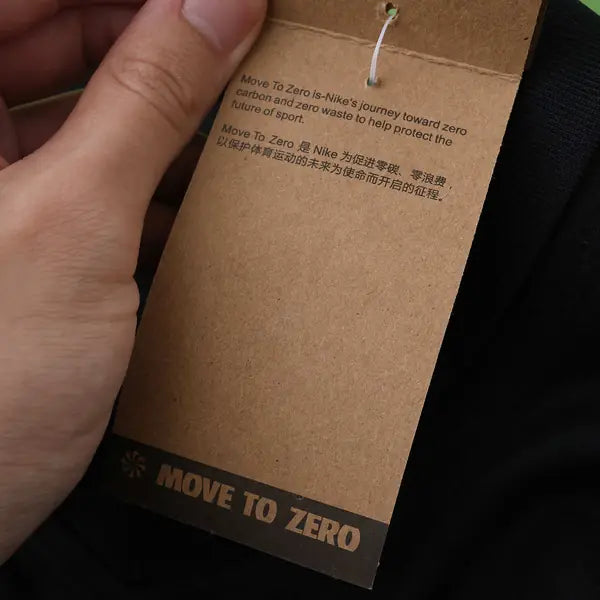 Move To Zero is-Nike's journey toward zero
carbon and zero waste to help protect the
future of sport.
Move To Zero 是 Nike 为促进零碳、零浪费，
以保护体育运动的未来为使命而开启的征程。
MOVE TO ZERO